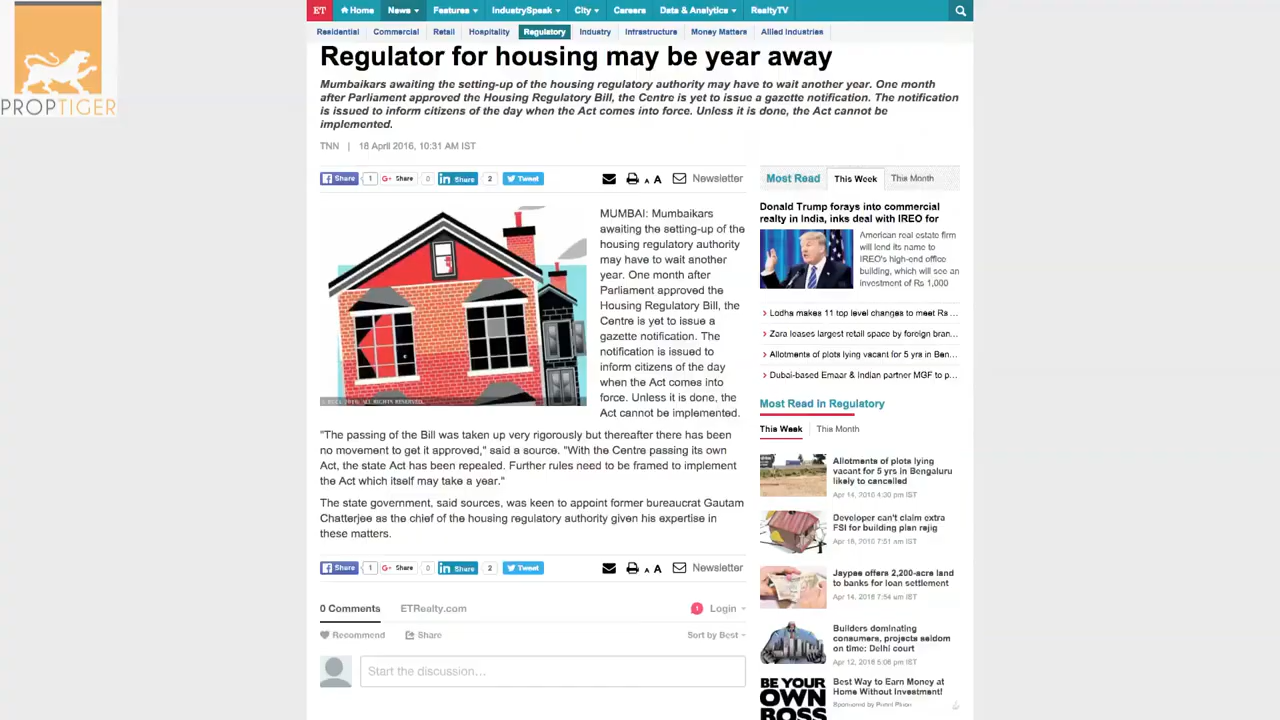 ET Home News Features IndustrySpeak City Careers Data & Analytics RealtyTV
Residential Commercial Retail Hospitality Regulatory Industry Infrastructure Money Matters Allied Industries
PROPTIGER
Regulator for housing may be year away
Mumbaikars awaiting the setting-up of the housing regulatory authority may have to wait another year. One month
after Parliament approved the Housing Regulatory Bill, the Centre is yet to issue a gazette notification. The notification
is issued to inform citizens of the day when the Act comes into force. Unless it is done, the Act cannot be
implemented.
TNN | 18 April 2016, 10:31 AM IST
Share 1 Share 0 Share 2 Tweet A A Newsletter
MUMBAI: Mumbaikars
awaiting the setting-up of the
housing regulatory authority
may have to wait another
year. One month after
Parliament approved the
Housing Regulatory Bill, the
Centre is yet to issue a
gazette notification. The
notification is issued to
inform citizens of the day
when the Act comes into
force. Unless it is done, the
Act cannot be implemented.
"The passing of the Bill was taken up very rigorously but thereafter there has been
no movement to get it approved," said a source. "With the Centre passing its own
Act, the state Act has been repealed. Further rules need to be framed to implement
the Act which itself may take a year."
The state government, said sources, was keen to appoint former bureaucrat Gautam
Chatterjee as the chief of the housing regulatory authority given his expertise in
these matters.
Share 1 Share 0 Share 2 Tweet A A Newsletter
0 Comments ETRealty.com 1 Login
Recommend Share Sort by Best
Start the discussion...
Most Read This Week This Month
Donald Trump forays into commercial
realty in India, inks deal with IREO for
American real estate firm
will lend its name to
IREO's high-end office
building, which will see an
investment of Rs 1,000
Lodha makes 11 top level changes to meet Rs ...
Zara leases largest retail space by foreign bran...
Allotments of plots lying vacant for 5 yrs in Ben...
Dubai-based Emaar & Indian partner MGF to p...
Most Read in Regulatory
This Week This Month
Allotments of plots lying
vacant for 5 yrs in Bengaluru
likely to cancelled
Apr 14, 2016 4:30 pm IST
Developer can't claim extra
FSI for building plan rejig
Apr 18, 2016 7:51 am IST
Jaypee offers 2,200-acre land
to banks for loan settlement
Apr 14, 2016 7:54 am IST
Builders dominating
consumers, projects seldom
on time: Delhi court
Apr 12, 2016 5:06 pm IST
BE YOUR
OWN
BOSS
Best Way to Earn Money at
Home Without Investment!
Sponsored by